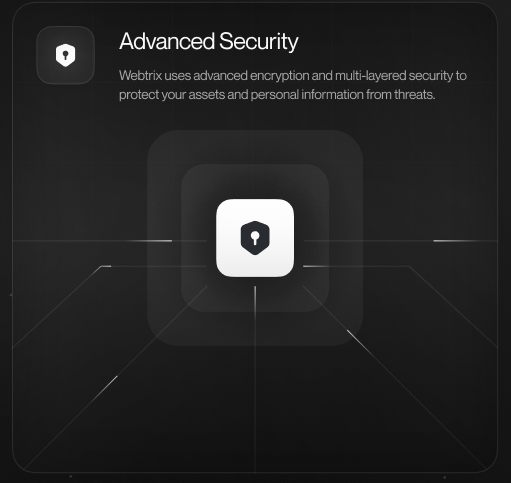 Advanced Security
Webtrix uses advanced encryption and multi-layered security to
protect your assets and personal information from threats.